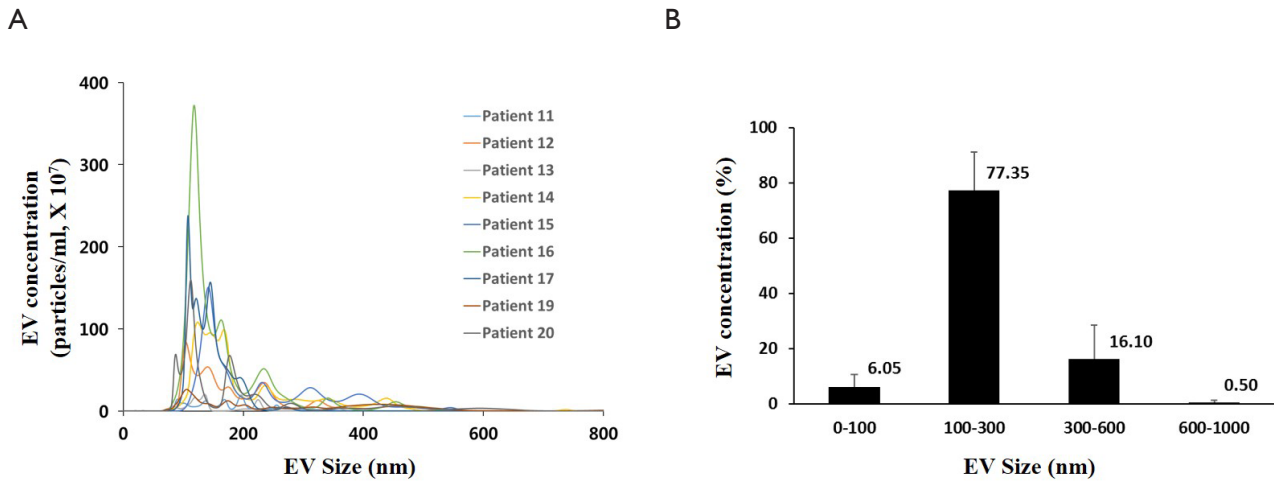 A
EV concentration
(particles/ml, X 10⁷)
400
300
200
100
0
0
200
400
600
800
EV Size (nm)
Patient 11
Patient 12
Patient 13
Patient 14
Patient 15
Patient 16
Patient 17
Patient 19
Patient 20
B
EV concentration (%)
100
80
60
40
20
0
6.05
77.35
16.10
0.50
0-100
100-300
300-600
600-1000
EV Size (nm)